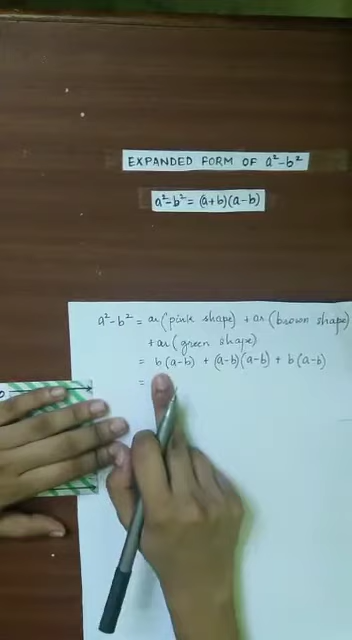 EXPANDED FORM OF a²-b²
a²-b² = (a+b)(a-b)
a²-b² = ar(pink shape) + ar(brown shape)
+ ar(green shape)
= b(a-b) + (a-b)(a-b) + b(a-b)
=